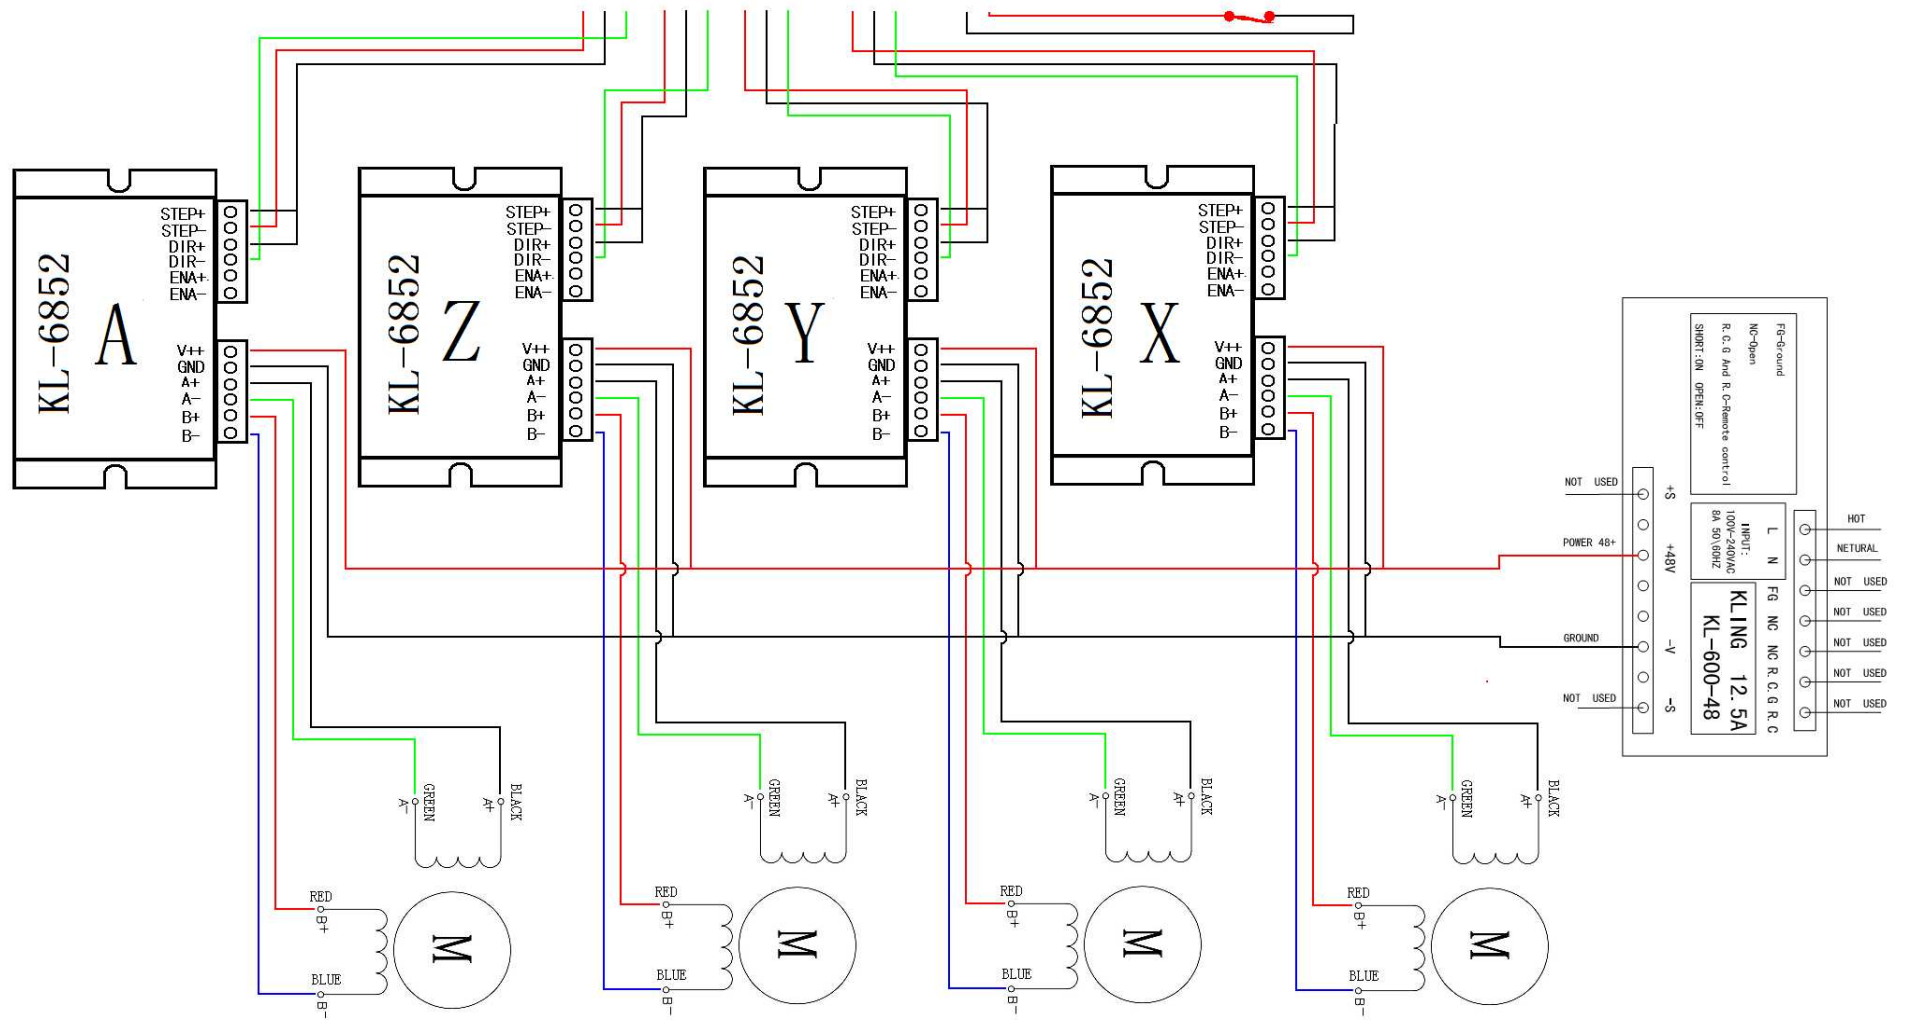 STEP+
STEP-
DIR+
DIR-
ENA+
ENA-
KL-6852
A
V++
GND
A+
A-
B+
B-
STEP+
STEP-
DIR+
DIR-
ENA+
ENA-
KL-6852
Z
V++
GND
A+
A-
B+
B-
STEP+
STEP-
DIR+
DIR-
ENA+
ENA-
KL-6852
Y
V++
GND
A+
A-
B+
B-
STEP+
STEP-
DIR+
DIR-
ENA+
ENA-
KL-6852
X
V++
GND
A+
A-
B+
B-
FG-Ground
NC-Open
R.C.G And R.C-Remote control
SHORT:ON OPEN:OFF
NOT USED
POWER 48+
GROUND
NOT USED
+S
+48V
-V
-S
INPUT:
100V-240VAC
8A 50\60HZ
KLING 12.5A
KL-600-48
L N FG NC NC R.C.G R.C
HOT
NETURAL
NOT USED
NOT USED
NOT USED
NOT USED
NOT USED
A-
GREEN
A+
BLACK
RED
B+
BLUE
B-
M
A-
GREEN
A+
BLACK
RED
B+
BLUE
B-
M
A-
GREEN
A+
BLACK
RED
B+
BLUE
B-
M
A-
GREEN
A+
BLACK
RED
B+
BLUE
B-
M